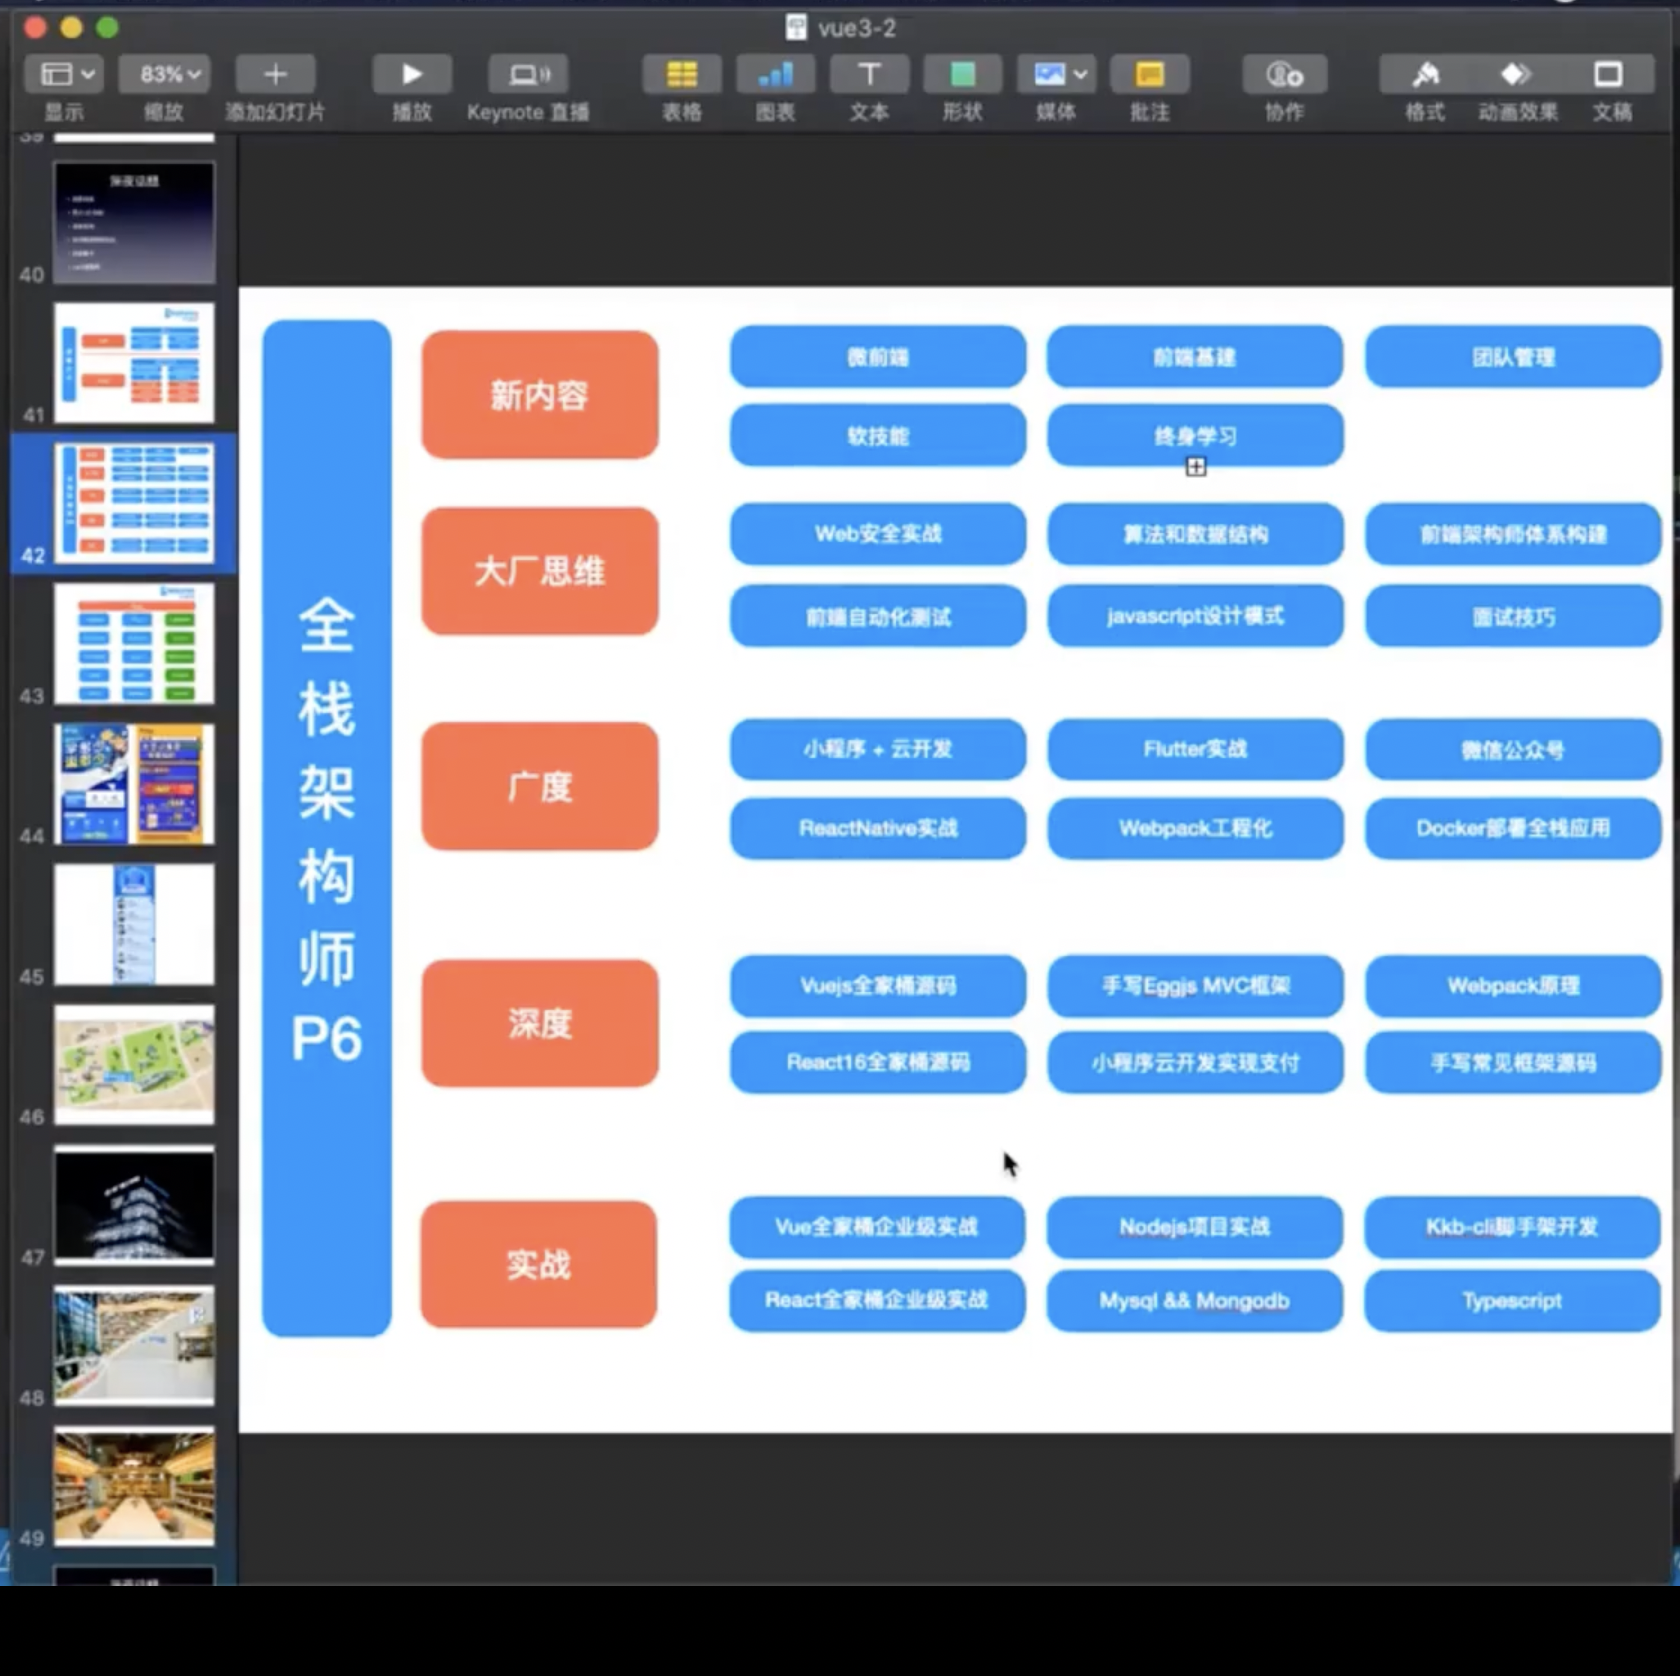 vue3-2
83%
显示
缩放
添加幻灯片
播放
Keynote 直播
表格
图表
文本
形状
媒体
批注
协作
格式
动画效果
文稿
39
深夜话题
40
41
42
43
44
45
46
47
48
49
全栈架构师P6
新内容
微前端
前端基建
团队管理
软技能
终身学习
大厂思维
Web安全实战
算法和数据结构
前端架构师体系构建
前端自动化测试
javascript设计模式
面试技巧
广度
小程序 + 云开发
Flutter实战
微信公众号
ReactNative实战
Webpack工程化
Docker部署全栈应用
深度
Vuejs全家桶源码
手写Eggjs MVC框架
Webpack原理
React16全家桶源码
小程序云开发实现支付
手写常见框架源码
实战
Vue全家桶企业级实战
Nodejs项目实战
Kkb-cli脚手架开发
React全家桶企业级实战
Mysql && Mongodb
Typescript